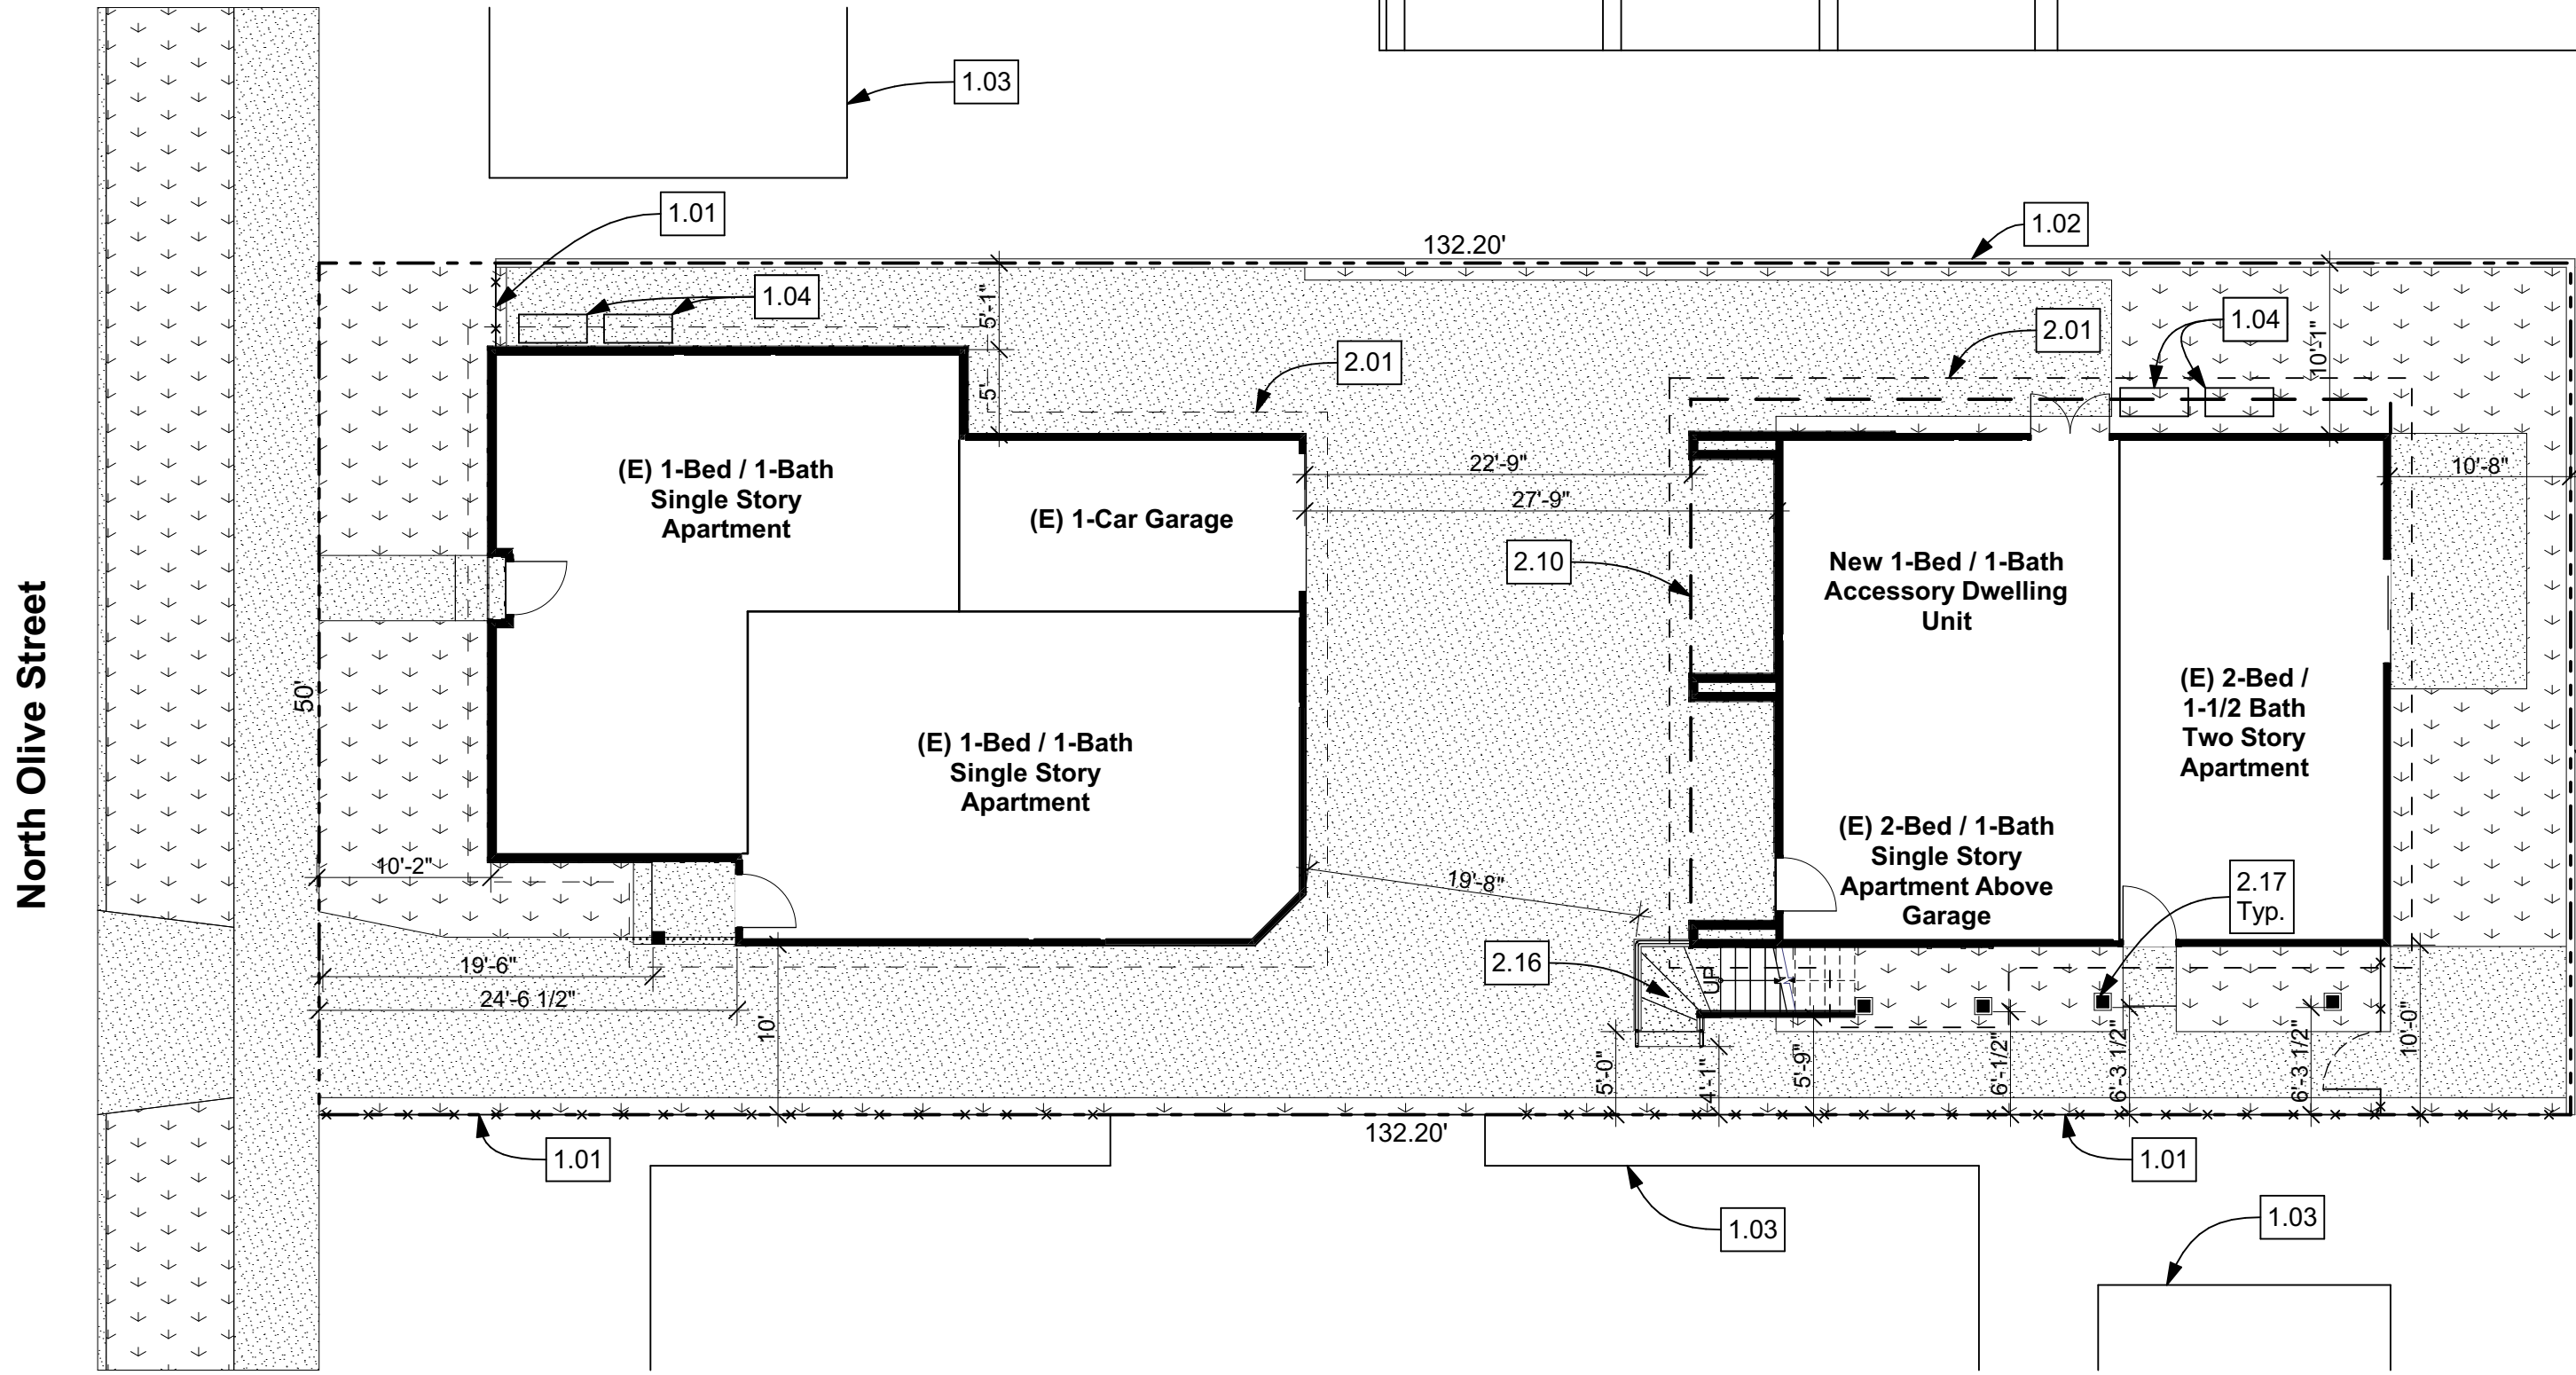 1.03
1.01
132.20'
1.02
1.04
5'-1"
2.01
2.01
1.04
10'-1"
5'
(E) 1-Bed / 1-Bath
Single Story
Apartment
(E) 1-Car Garage
22'-9"
27'-9"
10'-8"
2.10
New 1-Bed / 1-Bath
Accessory Dwelling
Unit
North Olive Street
50'
(E) 1-Bed / 1-Bath
Single Story
Apartment
(E) 2-Bed /
1-1/2 Bath
Two Story
Apartment
(E) 2-Bed / 1-Bath
Single Story
Apartment Above
Garage
2.17
Typ.
10'-2"
19'-8"
19'-6"
24'-6 1/2"
10'
2.16
UP
5'-0"
4'-1"
5'-9"
6'-1/2"
6'-3 1/2"
6'-3 1/2"
10'-0"
132.20'
1.01
1.01
1.03
1.03